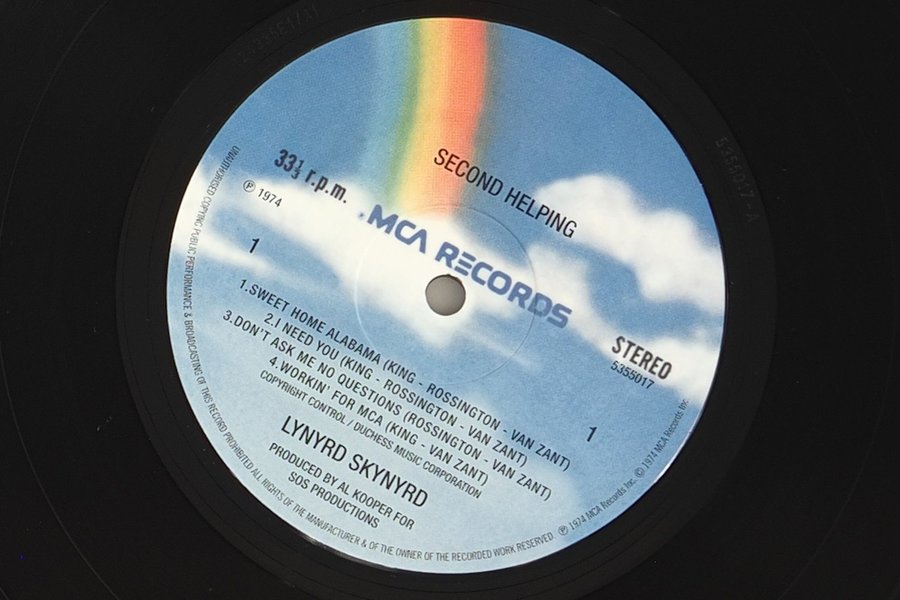 SECOND HELPING
33⅓ r.p.m.
Ⓟ 1974
MCA RECORDS
1
STEREO
5355017
1
1.SWEET HOME ALABAMA (KING - ROSSINGTON - VAN ZANT)
2.I NEED YOU (KING - ROSSINGTON - VAN ZANT)
3.DON'T ASK ME NO QUESTIONS (ROSSINGTON - VAN ZANT)
4.WORKIN' FOR MCA (KING - VAN ZANT)
COPYRIGHT CONTROL / DUCHESS MUSIC CORPORATION
LYNYRD SKYNYRD
PRODUCED BY AL KOOPER FOR
SOS PRODUCTIONS
UNAUTHORISED COPYING PUBLIC PERFORMANCE & BROADCASTING OF THIS RECORD PROHIBITED ALL RIGHTS OF THE MANUFACTURER & OF THE OWNER OF THE RECORDED WORK RESERVED. Ⓟ 1974 MCA Records Inc. © 1974 MCA Records Inc.